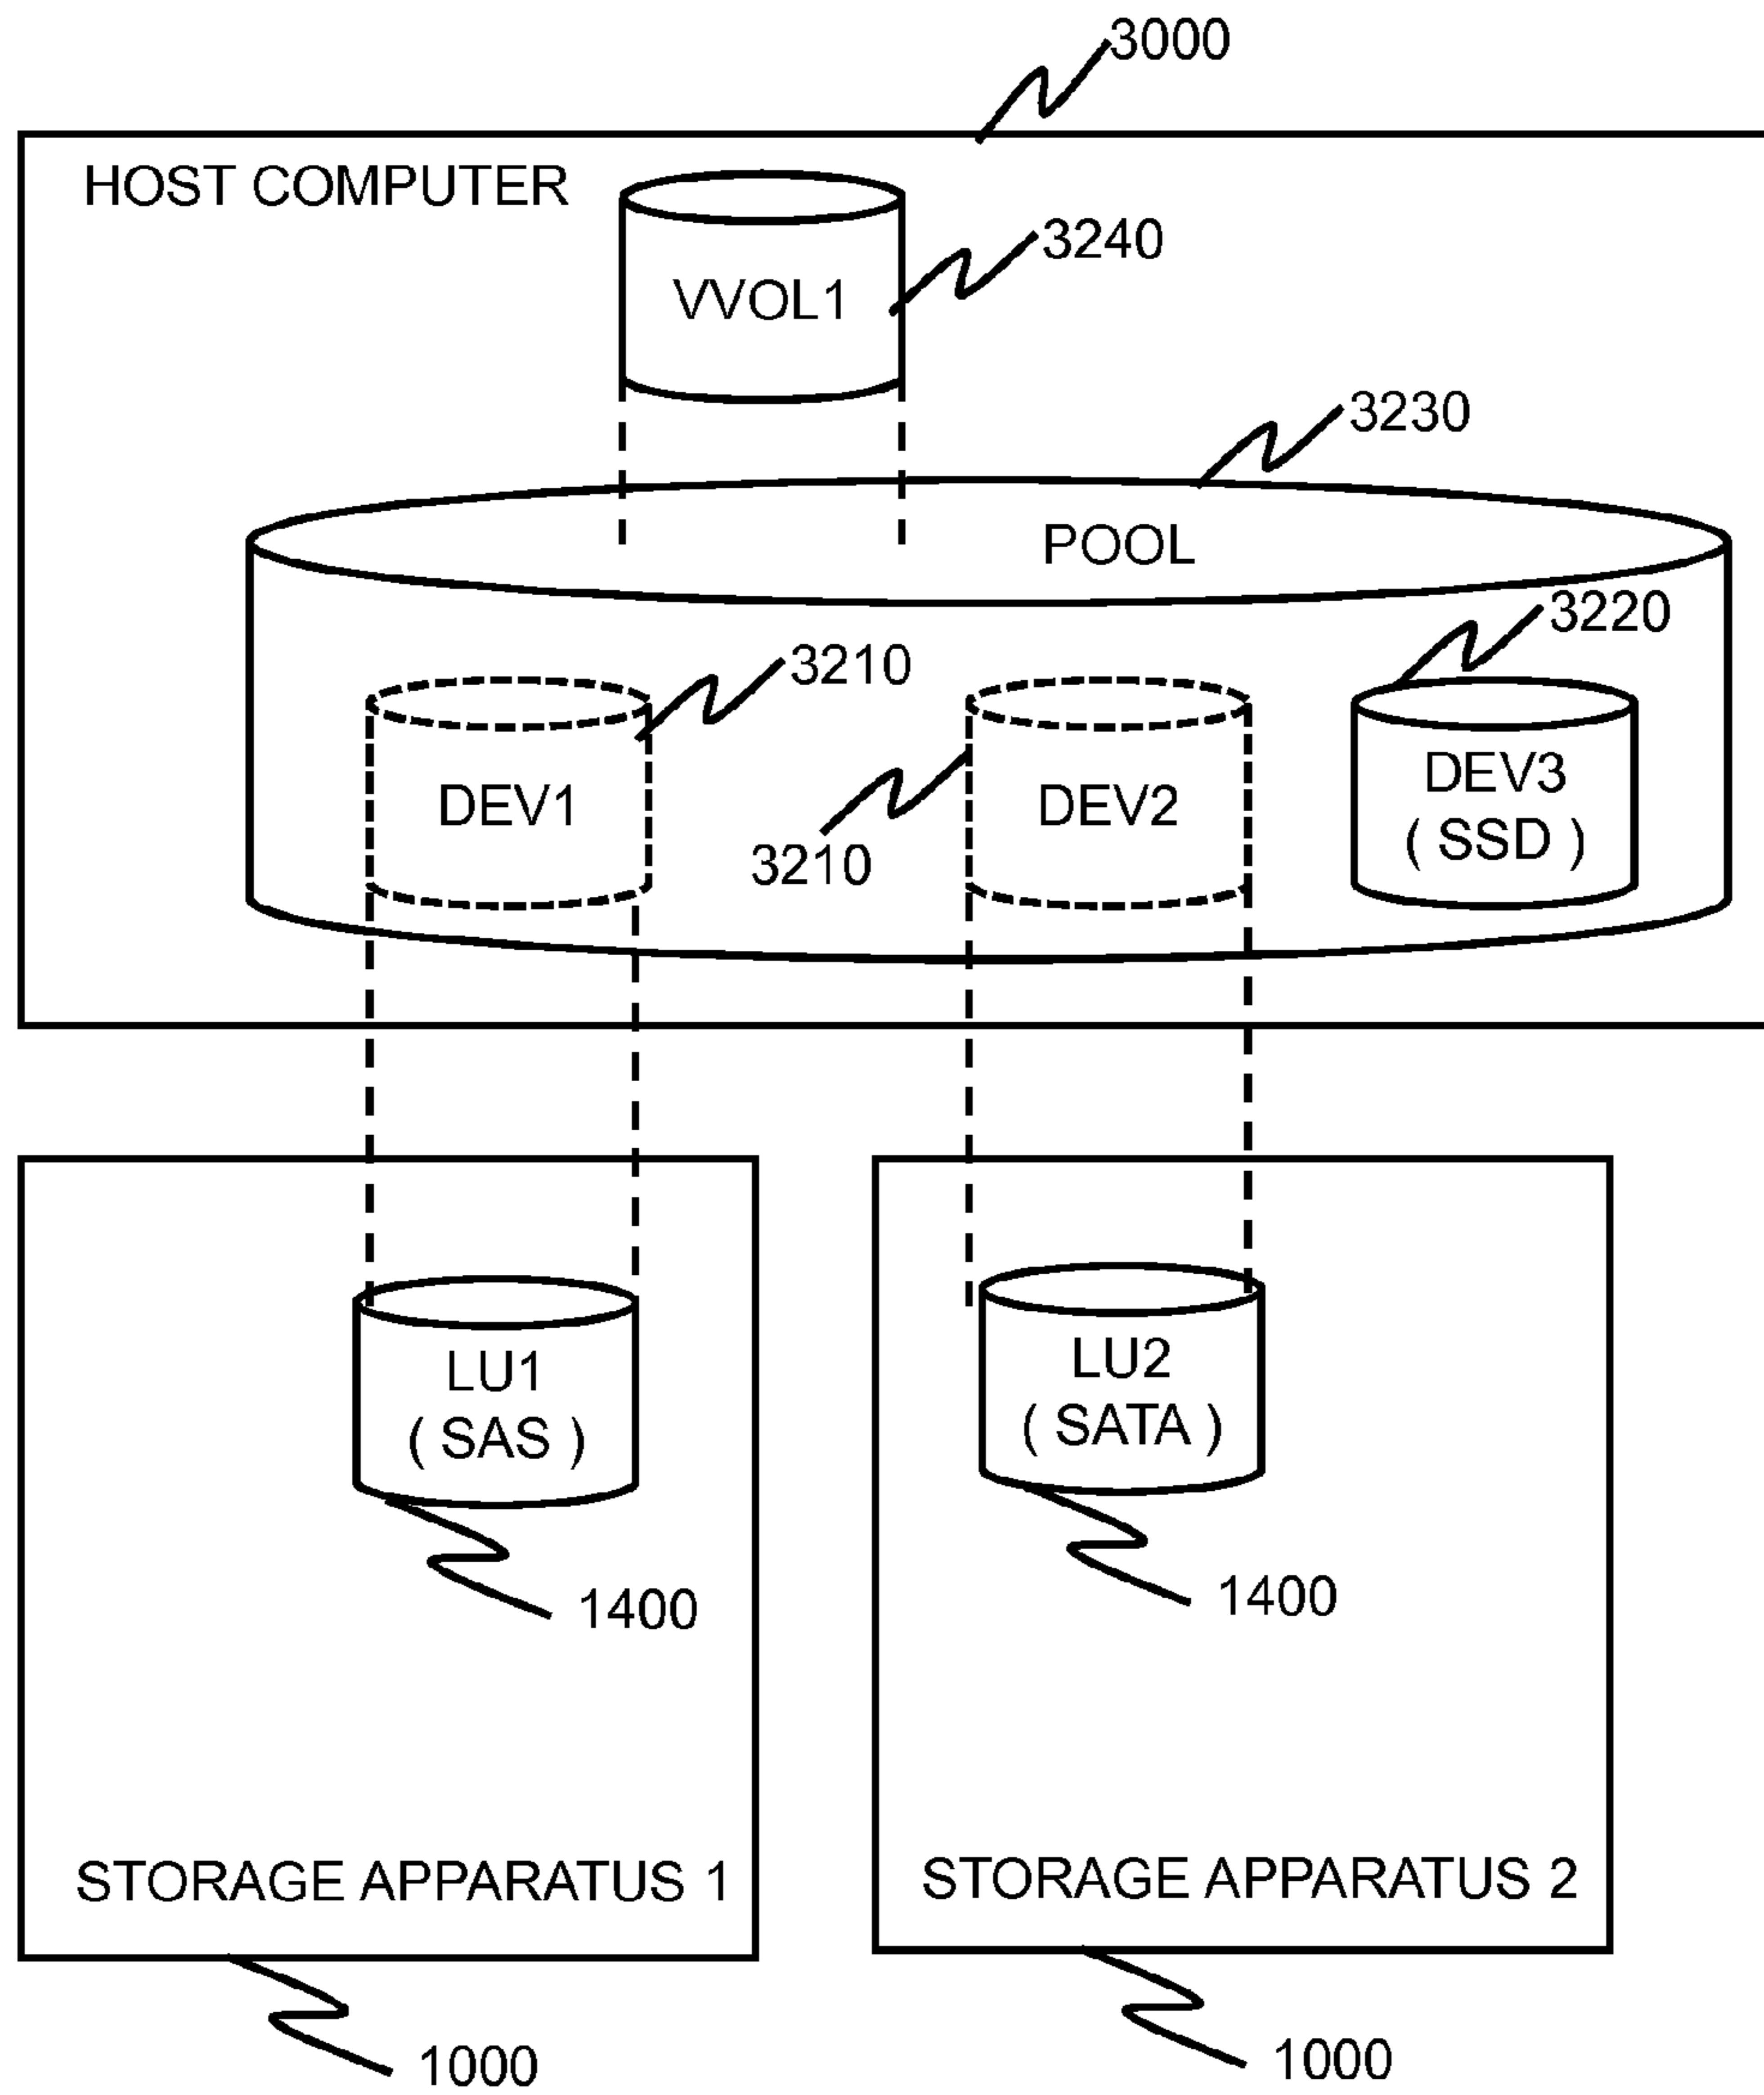 3000
HOST COMPUTER
3240
VVOL1
3230
POOL
3220
3210
DEV1
3210
DEV2
DEV3
( SSD )
LU1
( SAS )
LU2
( SATA )
1400
1400
STORAGE APPARATUS 1
STORAGE APPARATUS 2
1000
1000